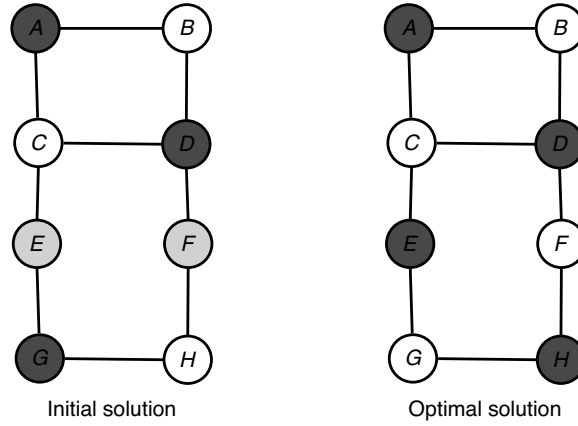 A B A B
C D C D
E F E F
G H G H
Initial solution Optimal solution